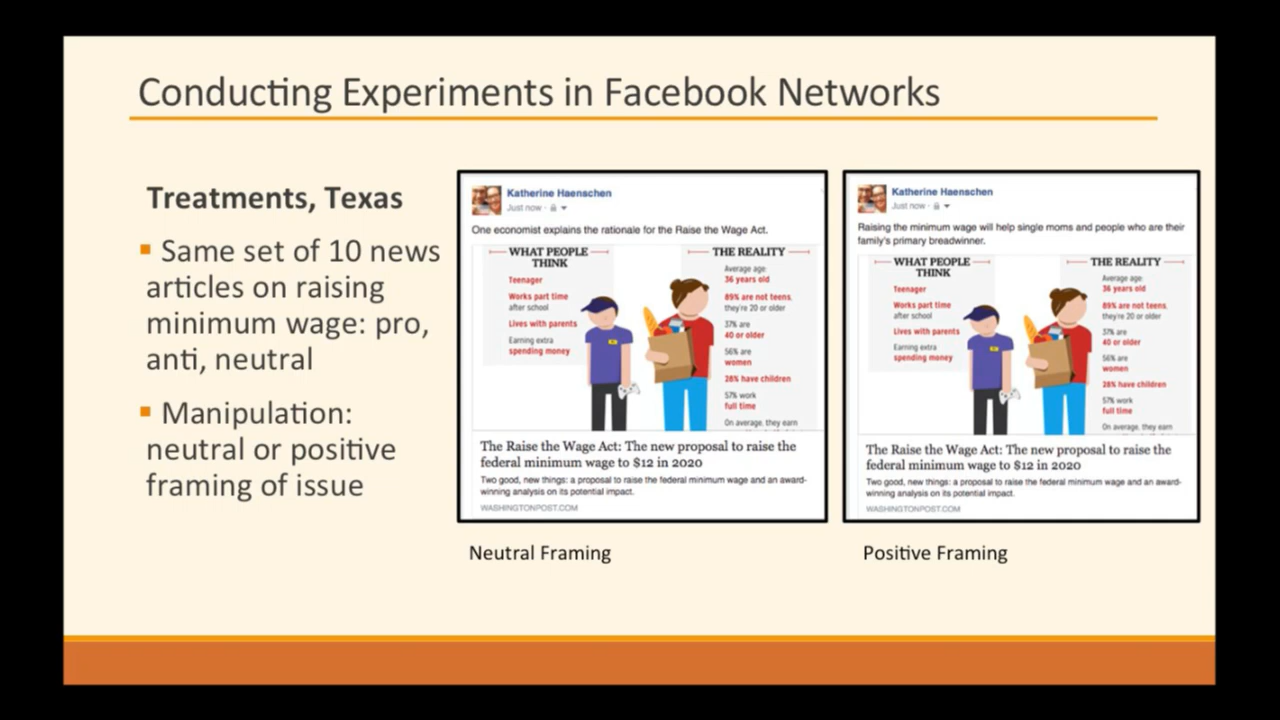 Conducting Experiments in Facebook Networks
Treatments, Texas
Same set of 10 news
articles on raising
minimum wage: pro,
anti, neutral
Manipulation:
neutral or positive
framing of issue
Katherine Haenschen
Just now
One economist explains the rationale for the Raise the Wage Act.
WHAT PEOPLE
THINK
Teenager
Works part time
after school
Lives with parents
Earning extra
spending money
THE REALITY
Average age:
36 years old
89% are not teens,
they're 20 or older
37% are
40 or older
56% are
women
28% have children
57% work
full time
On average, they earn
The Raise the Wage Act: The new proposal to raise the
federal minimum wage to $12 in 2020
Two good, new things: a proposal to raise the federal minimum wage and an award-
winning analysis on its potential impact.
WASHINGTONPOST.COM
Neutral Framing
Katherine Haenschen
Just now
Raising the minimum wage will help single moms and people who are their
family's primary breadwinner.
WHAT PEOPLE
THINK
Teenager
Works part time
after school
Lives with parents
Earning extra
spending money
THE REALITY
Average age:
36 years old
89% are not teens,
they're 20 or older
37% are
40 or older
56% are
women
28% have children
57% work
full time
On average, they earn
The Raise the Wage Act: The new proposal to raise the
federal minimum wage to $12 in 2020
Two good, new things: a proposal to raise the federal minimum wage and an award-
winning analysis on its potential impact.
WASHINGTONPOST.COM
Positive Framing